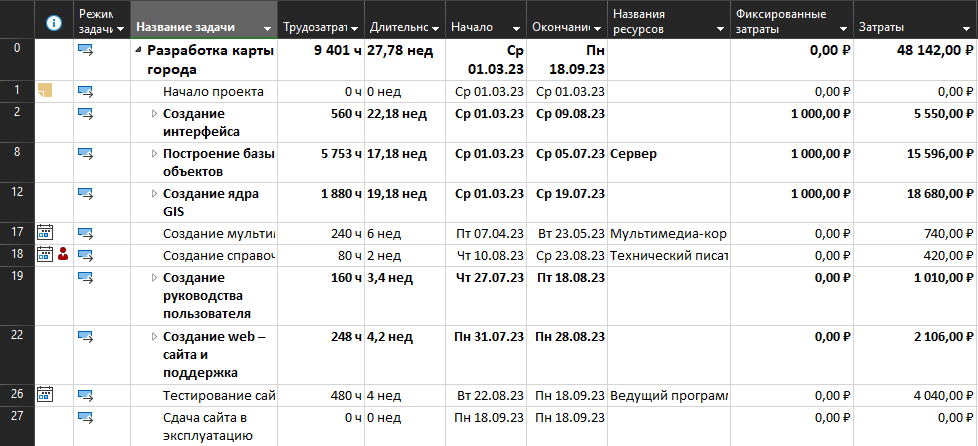 Режим задачи Название задачи Трудозатрат Длительнос Начало Окончани Названия ресурсов Фиксированные затраты Затраты
0 Разработка карты города 9 401 ч 27,78 нед Ср 01.03.23 Пн 18.09.23 0,00 ₽ 48 142,00 ₽
1 Начало проекта 0 ч 0 нед Ср 01.03.23 Ср 01.03.23 0,00 ₽ 0,00 ₽
2 Создание интерфейса 560 ч 22,18 нед Ср 01.03.23 Ср 09.08.23 1 000,00 ₽ 5 550,00 ₽
8 Построение базы объектов 5 753 ч 17,18 нед Ср 01.03.23 Ср 05.07.23 Сервер 1 000,00 ₽ 15 596,00 ₽
12 Создание ядра GIS 1 880 ч 19,18 нед Ср 01.03.23 Ср 19.07.23 1 000,00 ₽ 18 680,00 ₽
17 Создание мульти 240 ч 6 нед Пт 07.04.23 Вт 23.05.23 Мультимедиа-кор 0,00 ₽ 740,00 ₽
18 Создание справоч 80 ч 2 нед Чт 10.08.23 Ср 23.08.23 Технический писат 0,00 ₽ 420,00 ₽
19 Создание руководства пользователя 160 ч 3,4 нед Чт 27.07.23 Пт 18.08.23 0,00 ₽ 1 010,00 ₽
22 Создание web – сайта и поддержка 248 ч 4,2 нед Пн 31.07.23 Пн 28.08.23 0,00 ₽ 2 106,00 ₽
26 Тестирование сай 480 ч 4 нед Вт 22.08.23 Пн 18.09.23 Ведущий програм 0,00 ₽ 4 040,00 ₽
27 Сдача сайта в эксплуатацию 0 ч 0 нед Пн 18.09.23 Пн 18.09.23 0,00 ₽ 0,00 ₽